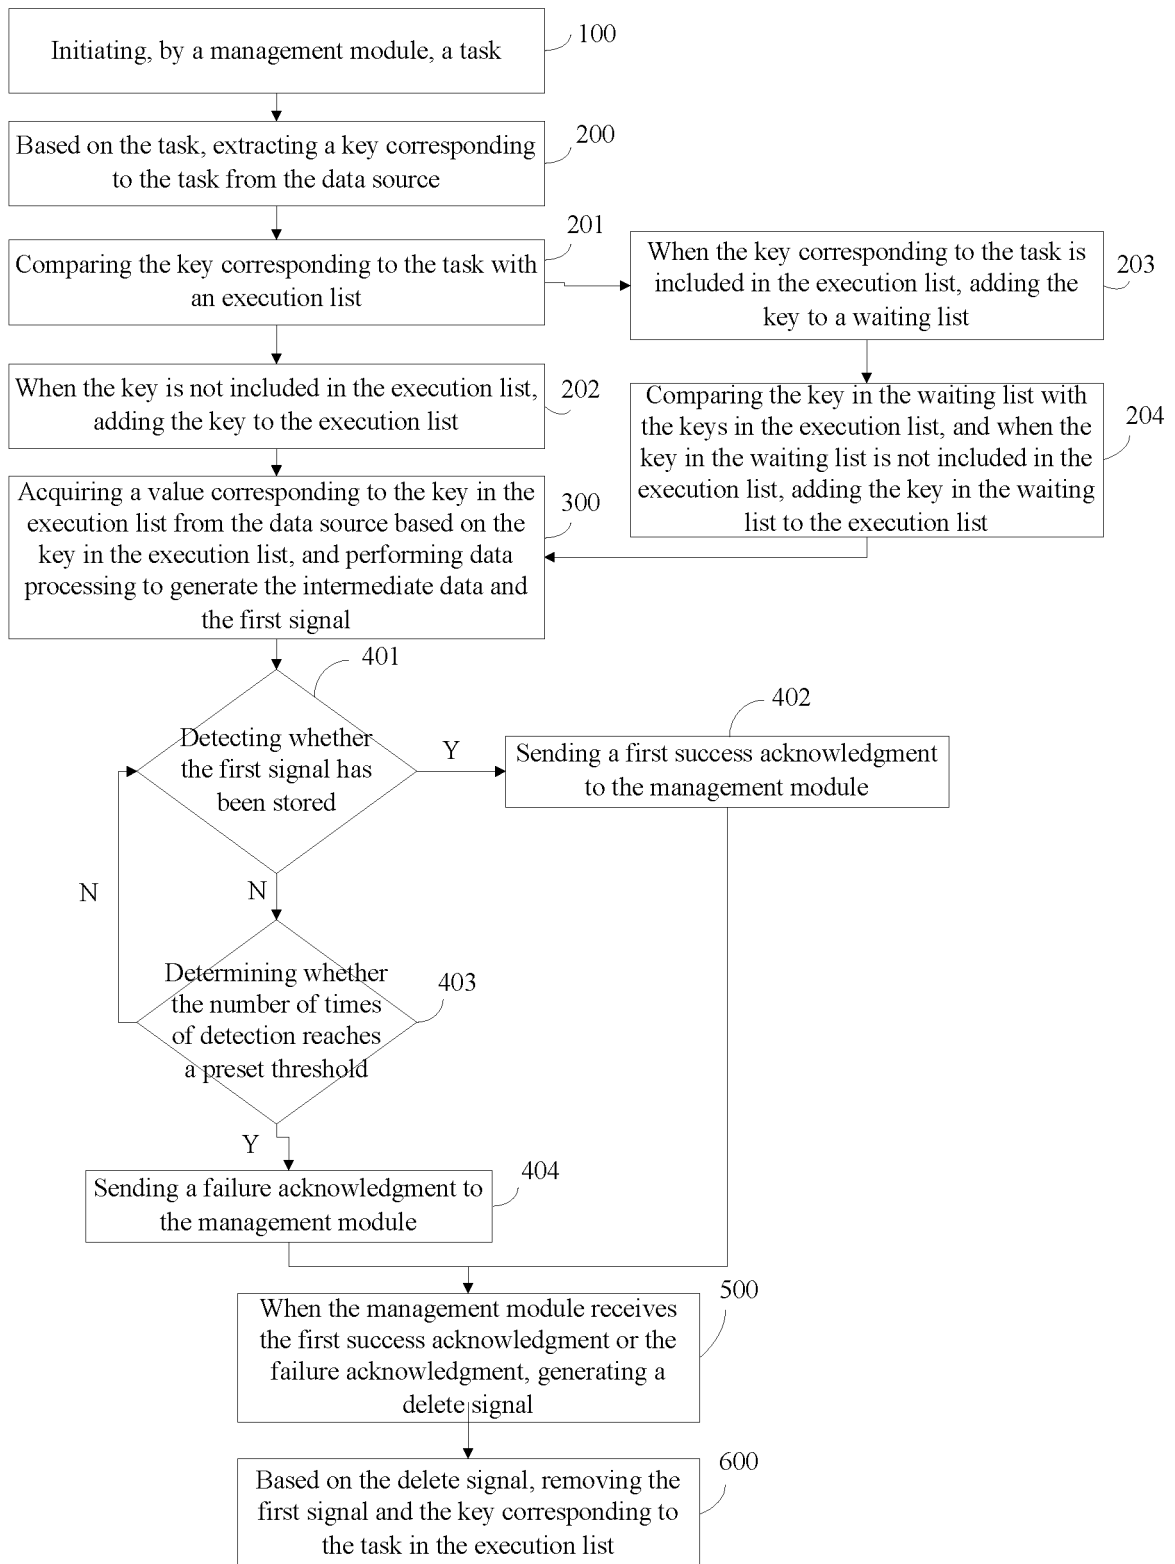 Initiating, by a management module, a task
100
Based on the task, extracting a key corresponding
to the task from the data source
200
Comparing the key corresponding to the task with
an execution list
201
When the key corresponding to the task is
included in the execution list, adding the
key to a waiting list
203
When the key is not included in the execution list,
adding the key to the execution list
202
Comparing the key in the waiting list with
the keys in the execution list, and when the
key in the waiting list is not included in the
execution list, adding the key in the waiting
list to the execution list
204
Acquiring a value corresponding to the key in the
execution list from the data source based on the
key in the execution list, and performing data
processing to generate the intermediate data and
the first signal
300
401
Detecting whether
the first signal has
been stored
Y
402
Sending a first success acknowledgment
to the management module
N
N
Determining whether
the number of times
of detection reaches
a preset threshold
403
Y
Sending a failure acknowledgment to
the management module
404
When the management module receives
the first success acknowledgment or the
failure acknowledgment, generating a
delete signal
500
Based on the delete signal, removing the
first signal and the key corresponding to
the task in the execution list
600